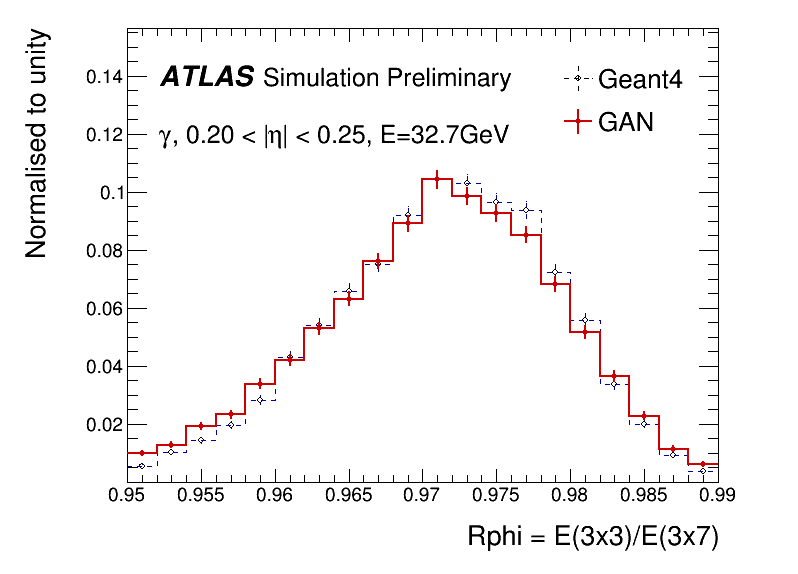 Normalised to unity
ATLAS Simulation Preliminary
γ, 0.20 < |η| < 0.25, E=32.7GeV
Geant4
GAN
0.14
0.12
0.1
0.08
0.06
0.04
0.02
0.95 0.955 0.96 0.965 0.97 0.975 0.98 0.985 0.99
Rphi = E(3x3)/E(3x7)